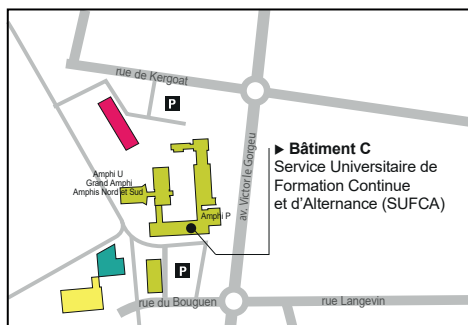 rue de Kergoat
P
▶ Bâtiment C
Service Universitaire de
Formation Continue
et d'Alternance (SUFCA)
av. Victor le Gorgeu
Amphi U
Grand Amphi
Amphis Nord et Sud
Amphi P
P
rue du Bouguen
rue Langevin